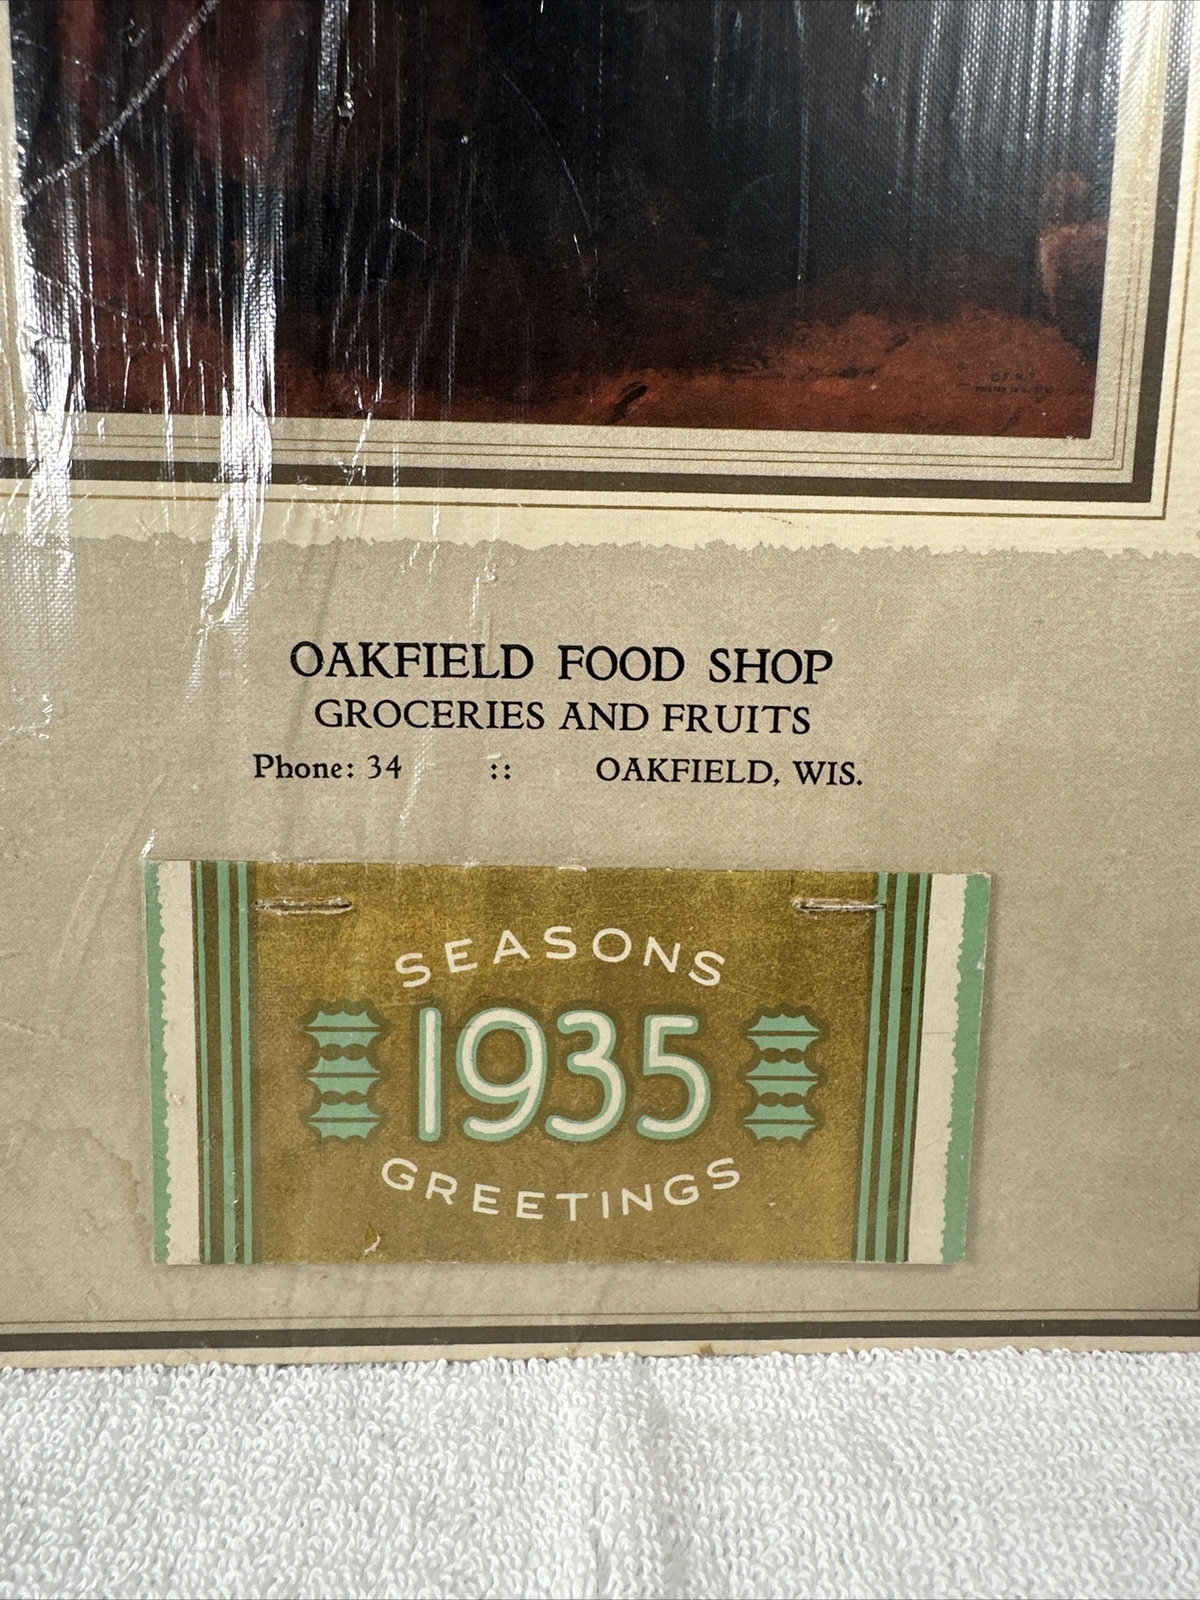 OAKFIELD FOOD SHOP
GROCERIES AND FRUITS
Phone: 34 :: OAKFIELD, WIS.
SEASONS
1935
GREETINGS